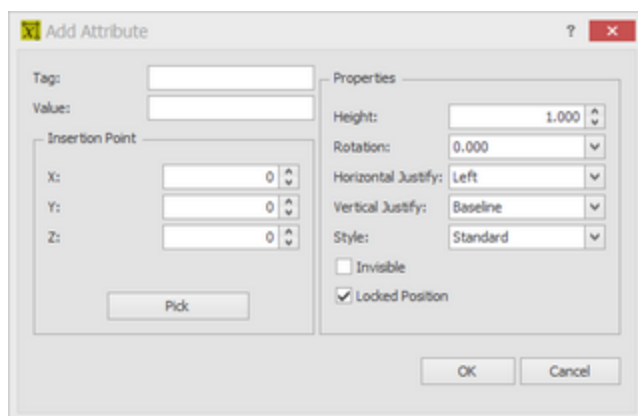 Add Attribute
?
Tag:
Value:
Insertion Point
X: 0
Y: 0
Z: 0
Pick
Properties
Height: 1.000
Rotation: 0.000
Horizontal Justify: Left
Vertical Justify: Baseline
Style: Standard
Invisible
Locked Position
OK
Cancel